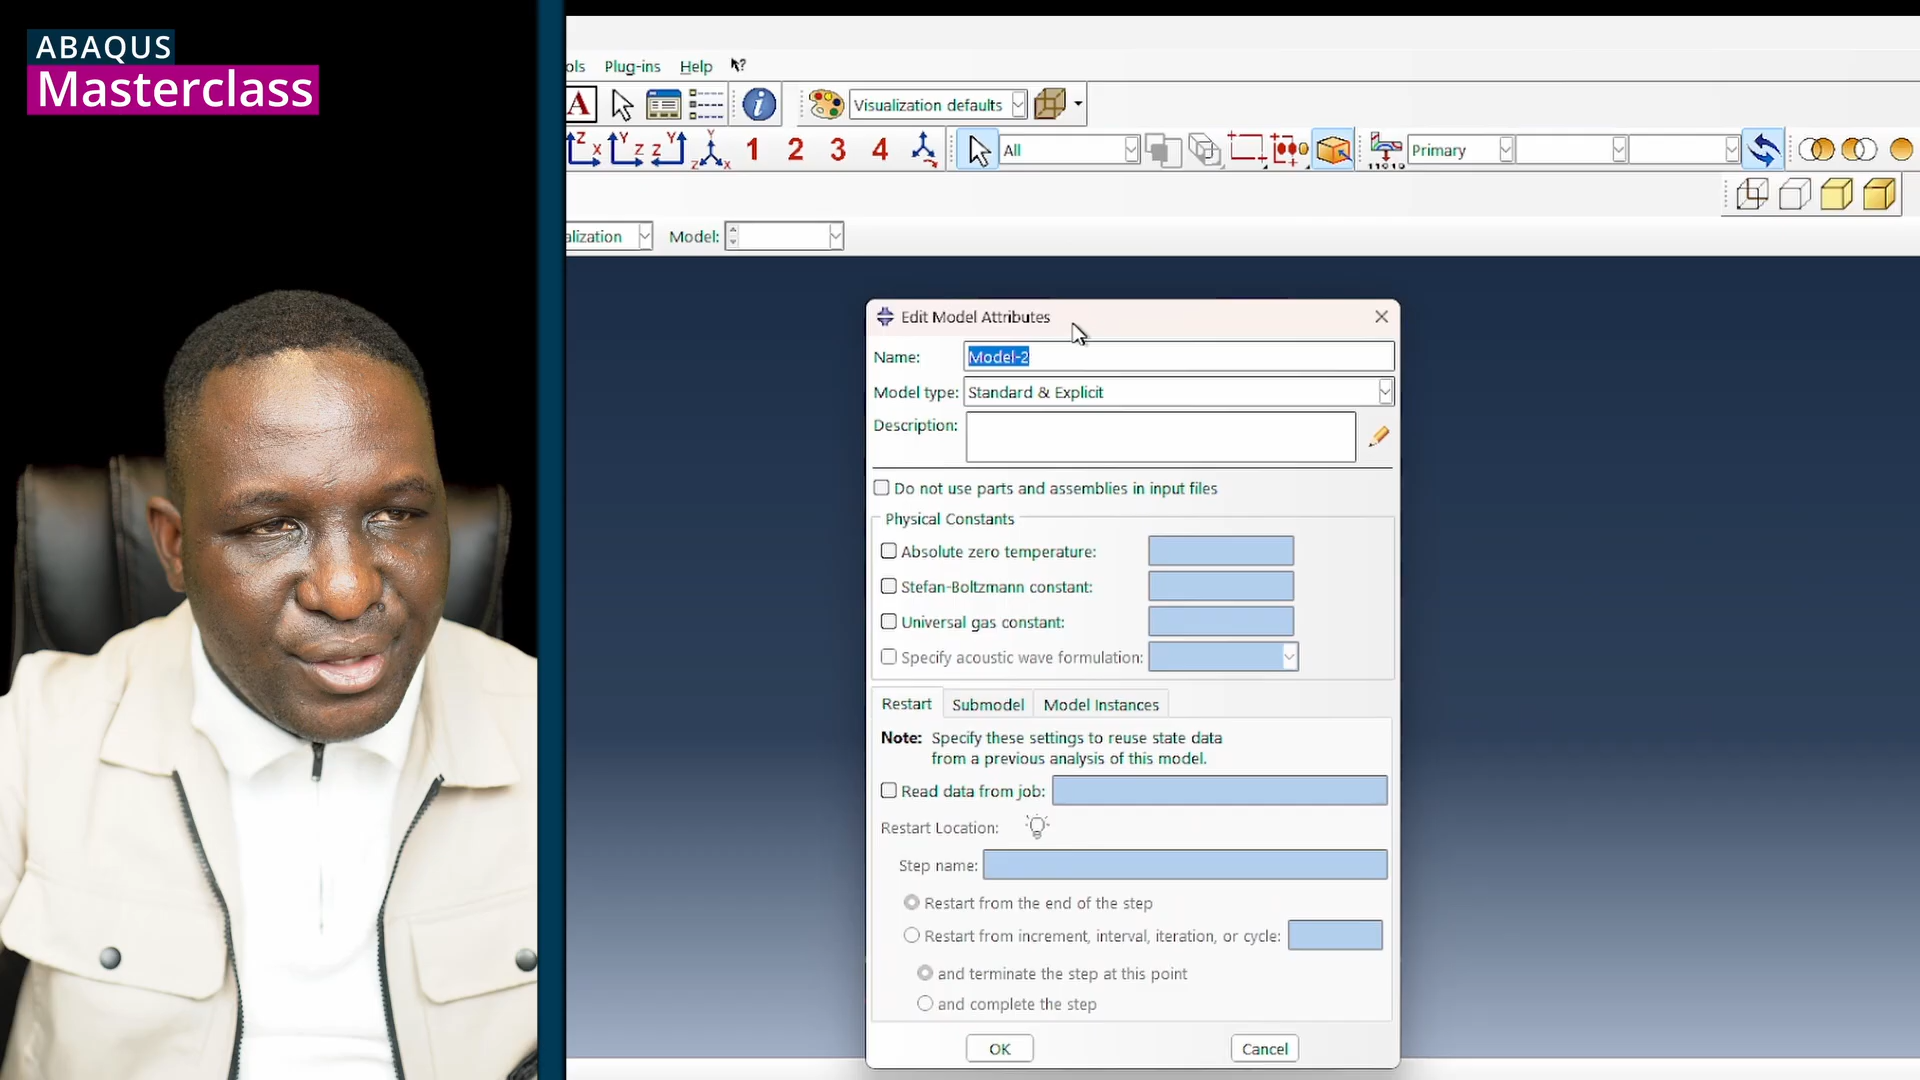 ABAQUS
Masterclass
ols Plug-ins Help
A i Visualization defaults
Z X Y Z Z Y Y Z X 1 2 3 4 All Primary
alization Model:
Edit Model Attributes
Name: Model-2
Model type: Standard & Explicit
Description:
Do not use parts and assemblies in input files
Physical Constants
Absolute zero temperature:
Stefan-Boltzmann constant:
Universal gas constant:
Specify acoustic wave formulation:
Restart Submodel Model Instances
Note: Specify these settings to reuse state data
from a previous analysis of this model.
Read data from job:
Restart Location:
Step name:
Restart from the end of the step
Restart from increment, interval, iteration, or cycle:
and terminate the step at this point
and complete the step
OK Cancel